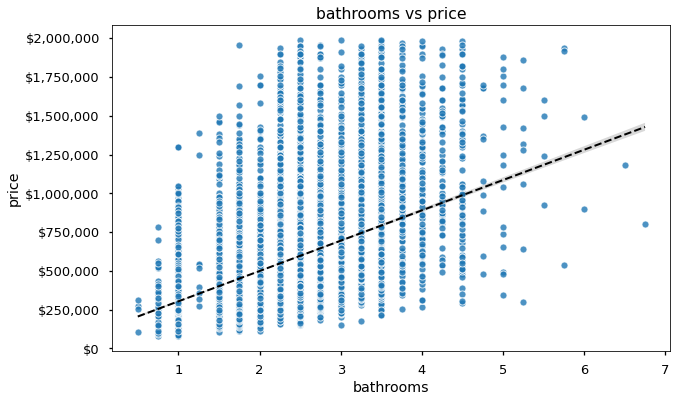 bathrooms vs price
price
$2,000,000
$1,750,000
$1,500,000
$1,250,000
$1,000,000
$750,000
$500,000
$250,000
$0
1 2 3 4 5 6 7
bathrooms